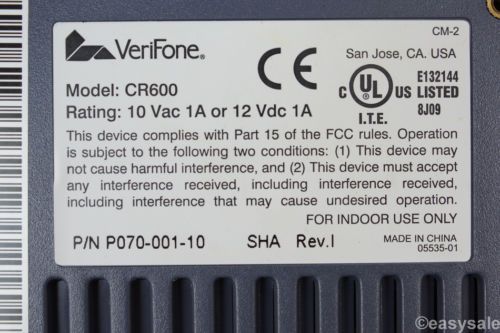 CM-2
VeriFone®
San Jose, CA. USA
CE
Model: CR600
C UL® US E132144
LISTED
8J09
I.T.E.
Rating: 10 Vac 1A or 12 Vdc 1A
This device complies with Part 15 of the FCC rules. Operation
is subject to the following two conditions: (1) This device may
not cause harmful interference, and (2) This device must accept
any interference received, including interference received,
including interference that may cause undesired operation.
FOR INDOOR USE ONLY
P/N P070-001-10 SHA Rev.I
MADE IN CHINA
05535-01
©easysale